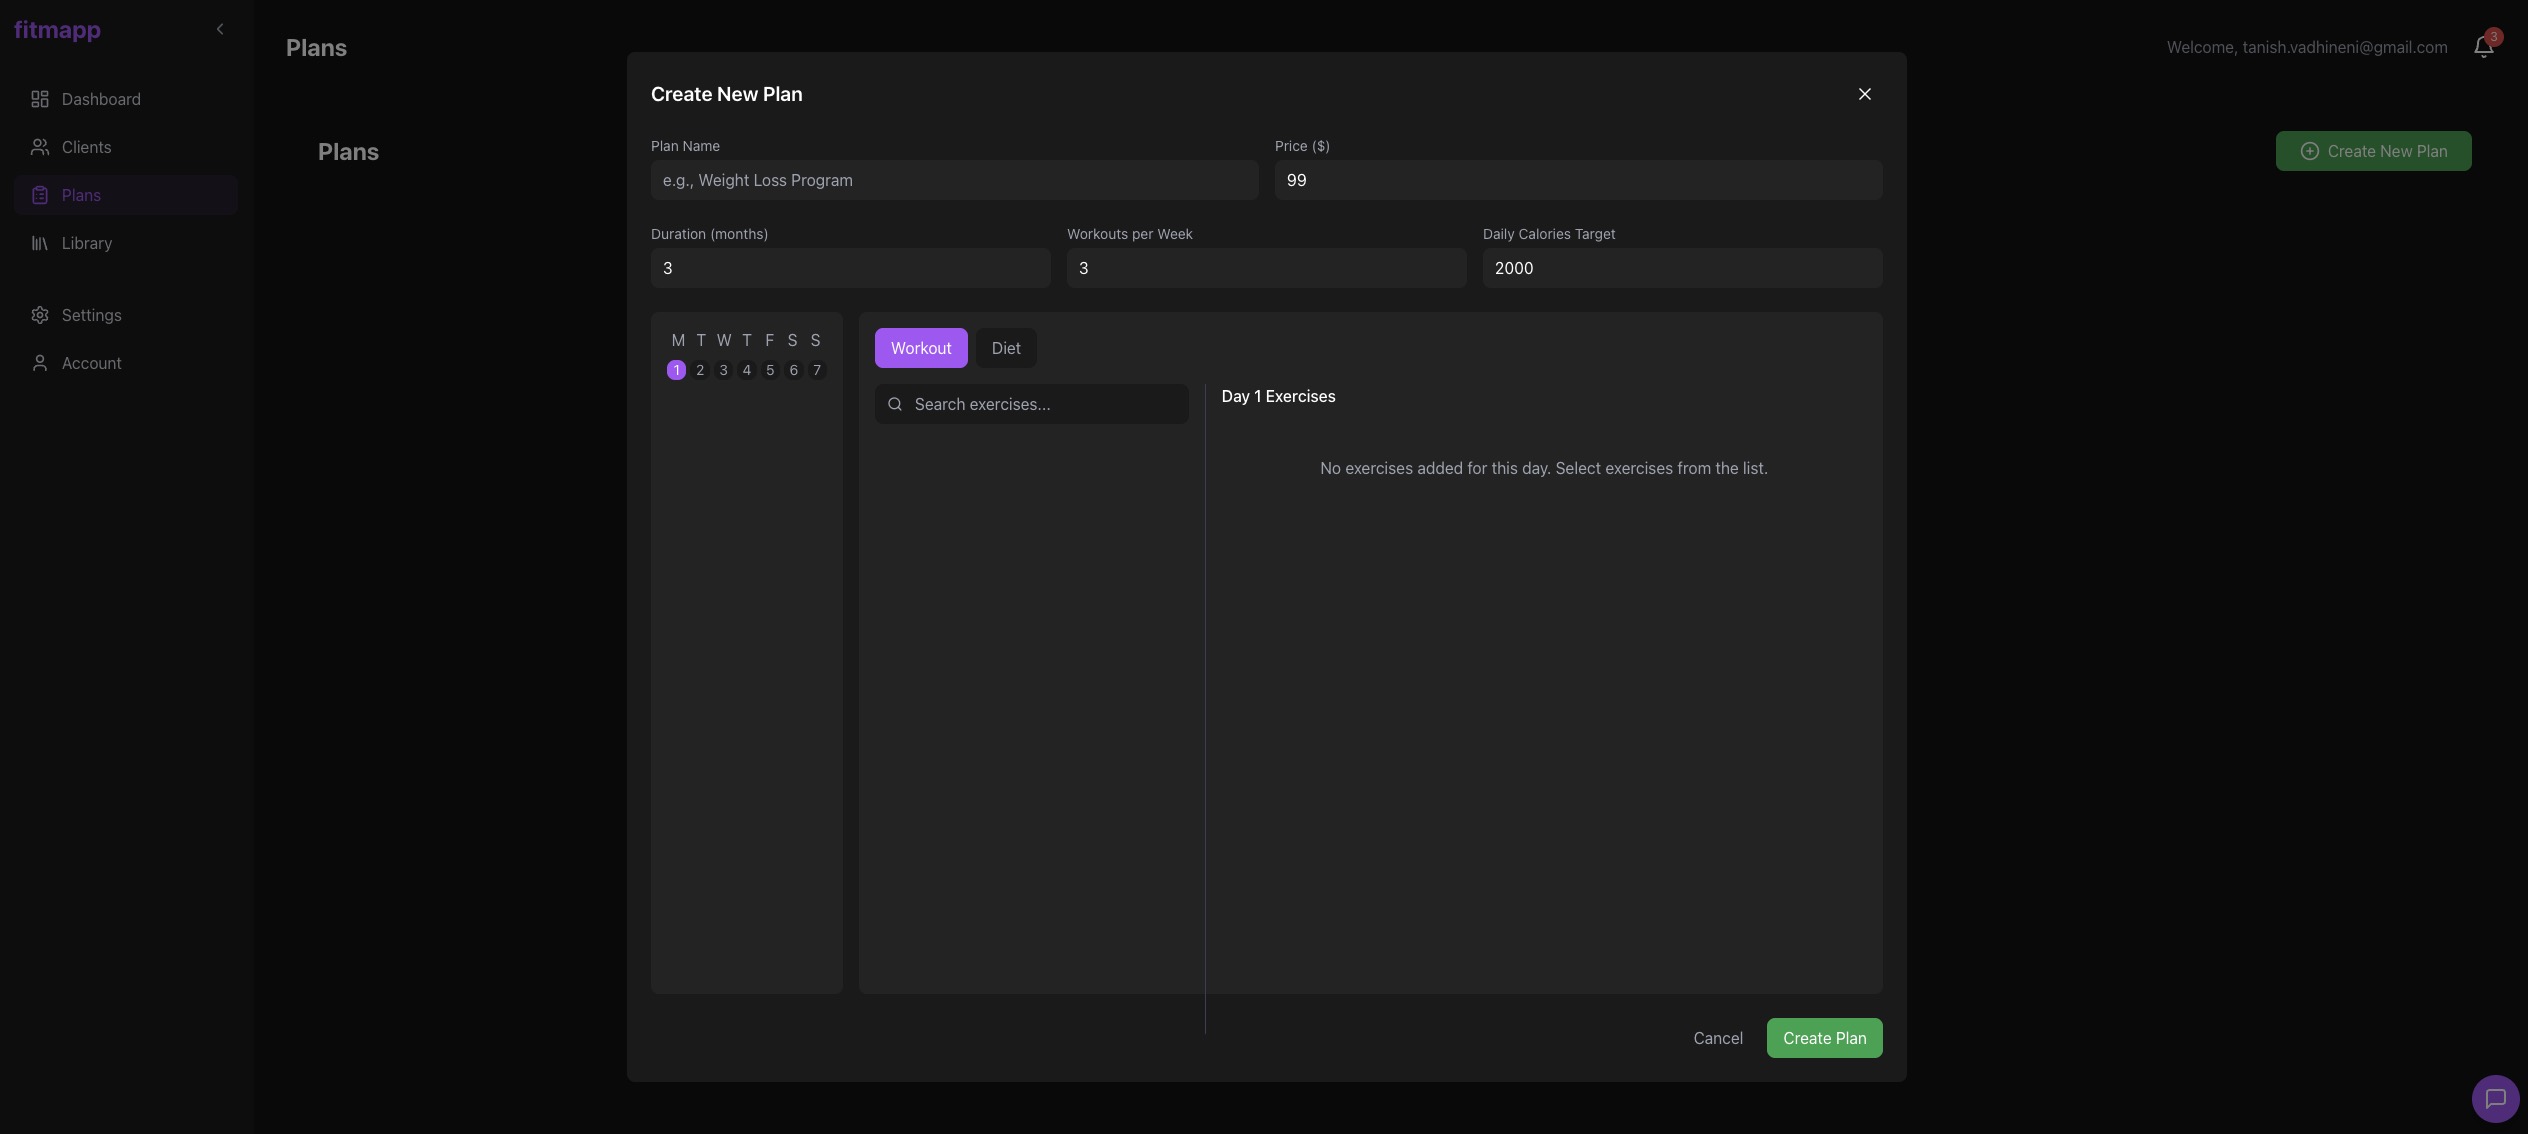 fitmapp
Dashboard
Clients
Plans
Library
Settings
Account
Plans
Welcome, tanish.vadhineni@gmail.com
3
Plans
Create New Plan
Create New Plan
Plan Name
Price ($)
e.g., Weight Loss Program
99
Duration (months)
Workouts per Week
Daily Calories Target
3
3
2000
M T W T F S S
1 2 3 4 5 6 7
Workout
Diet
Search exercises...
Day 1 Exercises
No exercises added for this day. Select exercises from the list.
Cancel
Create Plan